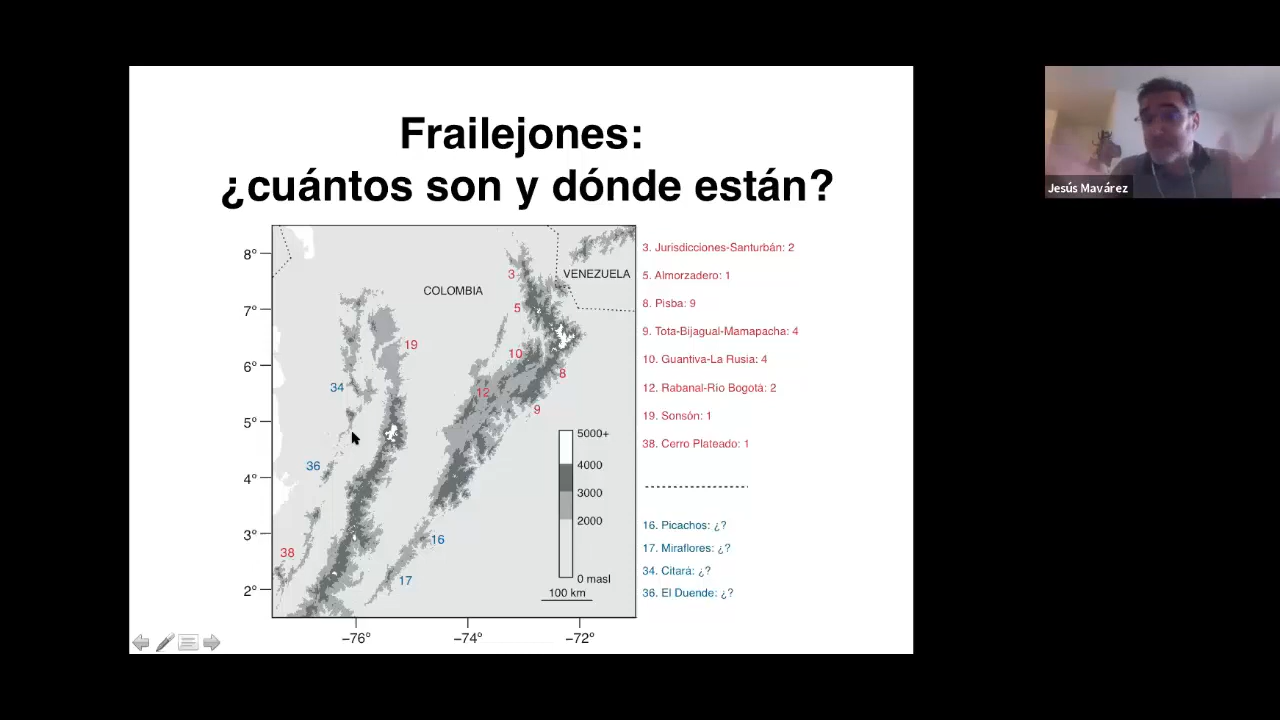 Frailejones:
¿cuántos son y dónde están?
Jesús Mavárez
8°
7°
6°
5°
4°
3°
2°
−76°
−74°
−72°
COLOMBIA
VENEZUELA
3
5
19
10
8
34
12
9
36
16
38
17
5000+
4000
3000
2000
0 masl
100 km
3. Jurisdicciones-Santurbán: 2
5. Almorzadero: 1
8. Pisba: 9
9. Tota-Bijagual-Mamapacha: 4
10. Guantiva-La Rusia: 4
12. Rabanal-Río Bogotá: 2
19. Sonsón: 1
38. Cerro Plateado: 1
16. Picachos: ¿?
17. Miraflores: ¿?
34. Citará: ¿?
36. El Duende: ¿?